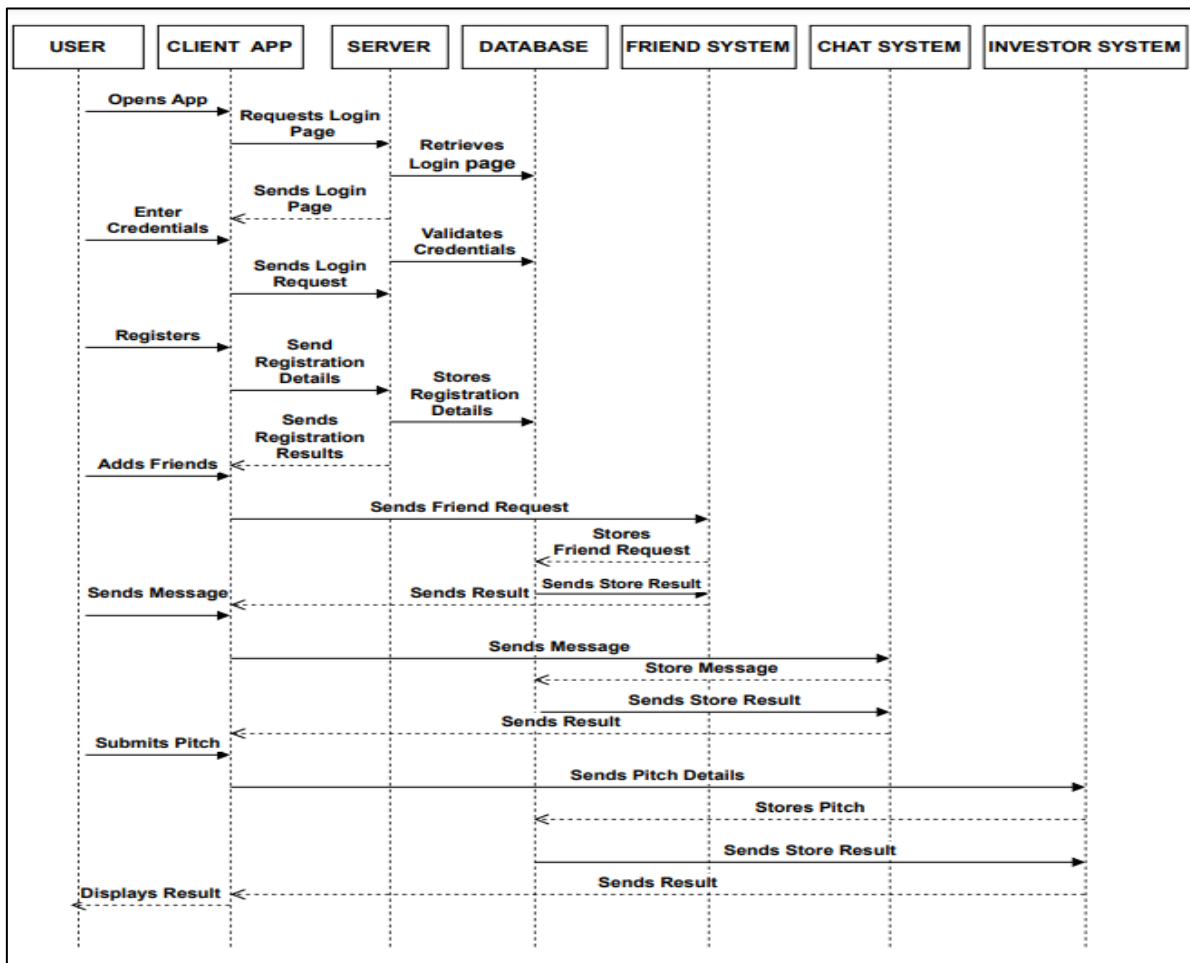 USER
CLIENT APP
SERVER
DATABASE
FRIEND SYSTEM
CHAT SYSTEM
INVESTOR SYSTEM
Opens App
Requests Login
Page
Retrieves
Login page
Sends Login
Page
Enter
Credentials
Validates
Credentials
Sends Login
Request
Registers
Send
Registration
Details
Stores
Registration
Details
Sends
Registration
Results
Adds Friends
Sends Friend Request
Stores
Friend Request
Sends Store Result
Sends Message
Sends Result
Sends Message
Store Message
Sends Store Result
Sends Result
Submits Pitch
Sends Pitch Details
Stores Pitch
Sends Store Result
Sends Result
Displays Result